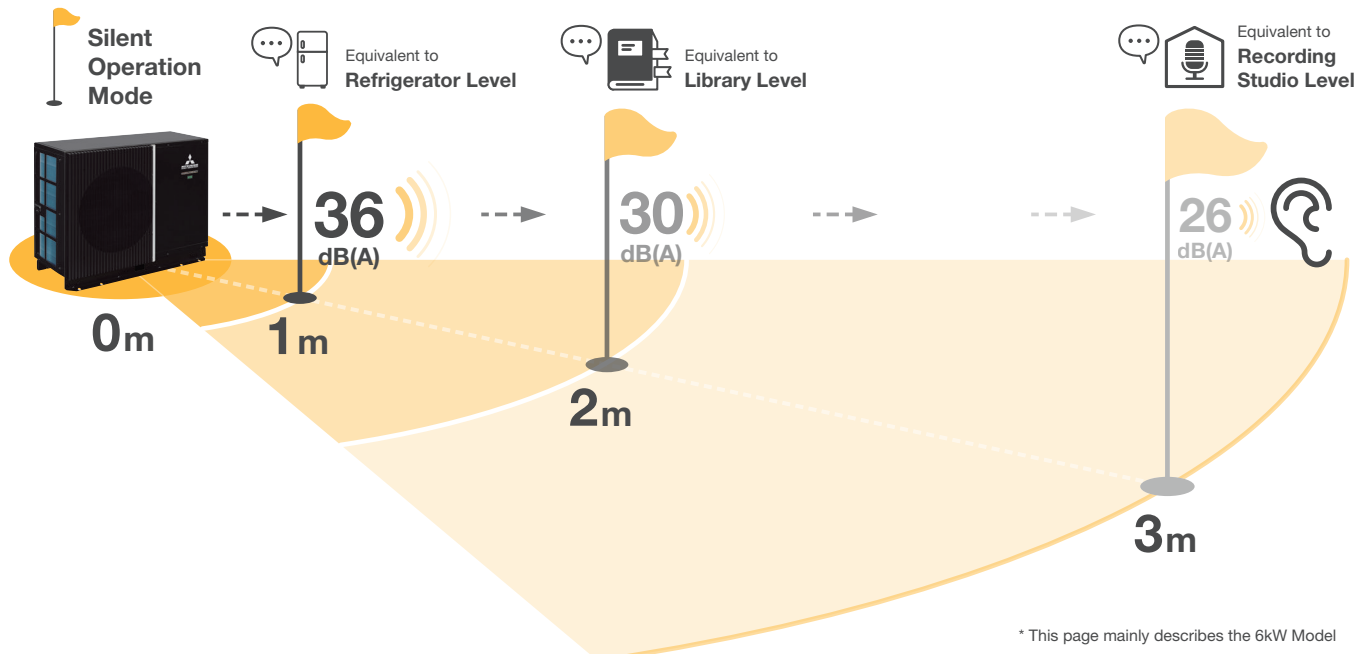 Silent
Operation
Mode
Equivalent to
Refrigerator Level
Equivalent to
Library Level
Equivalent to
Recording
Studio Level
36
dB(A)
30
dB(A)
26
dB(A)
0m
1m
2m
3m
* This page mainly describes the 6kW Model